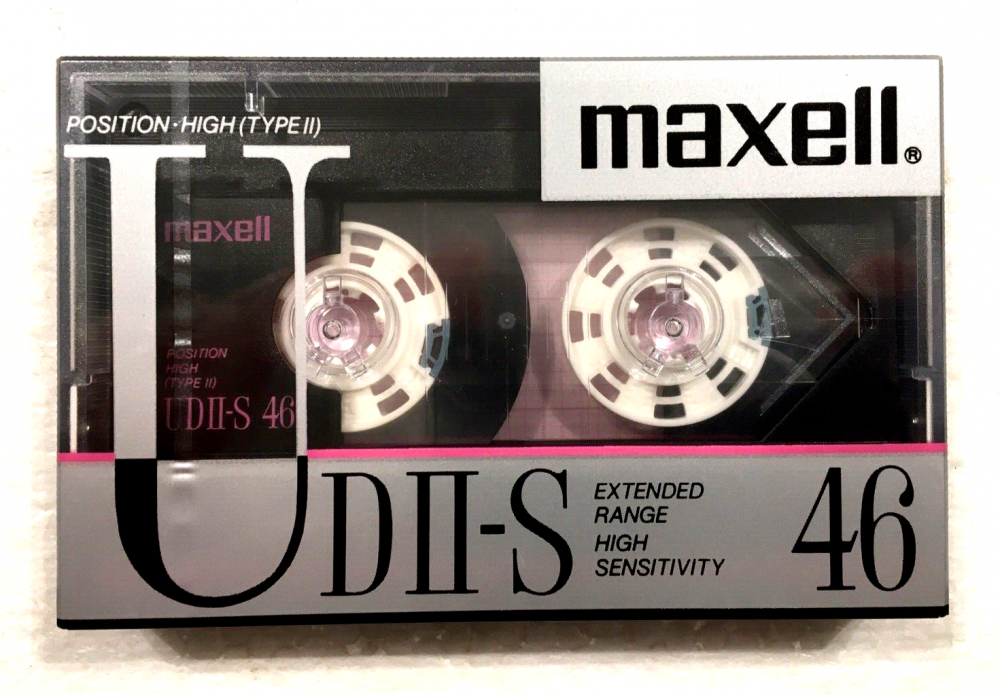 POSITION·HIGH (TYPE II)
maxell®
maxell
POSITION
HIGH
(TYPE II)
UDII-S 46
UDII-S
EXTENDED
RANGE
HIGH
SENSITIVITY
46